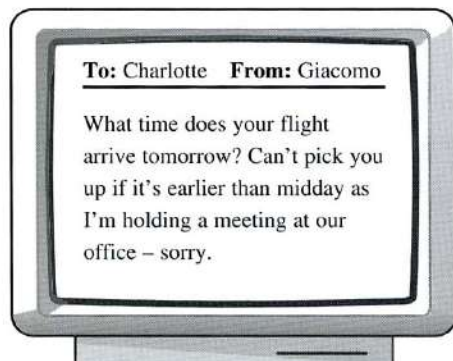 To: Charlotte From: Giacomo
What time does your flight
arrive tomorrow? Can't pick you
up if it's earlier than midday as
I'm holding a meeting at our
office – sorry.